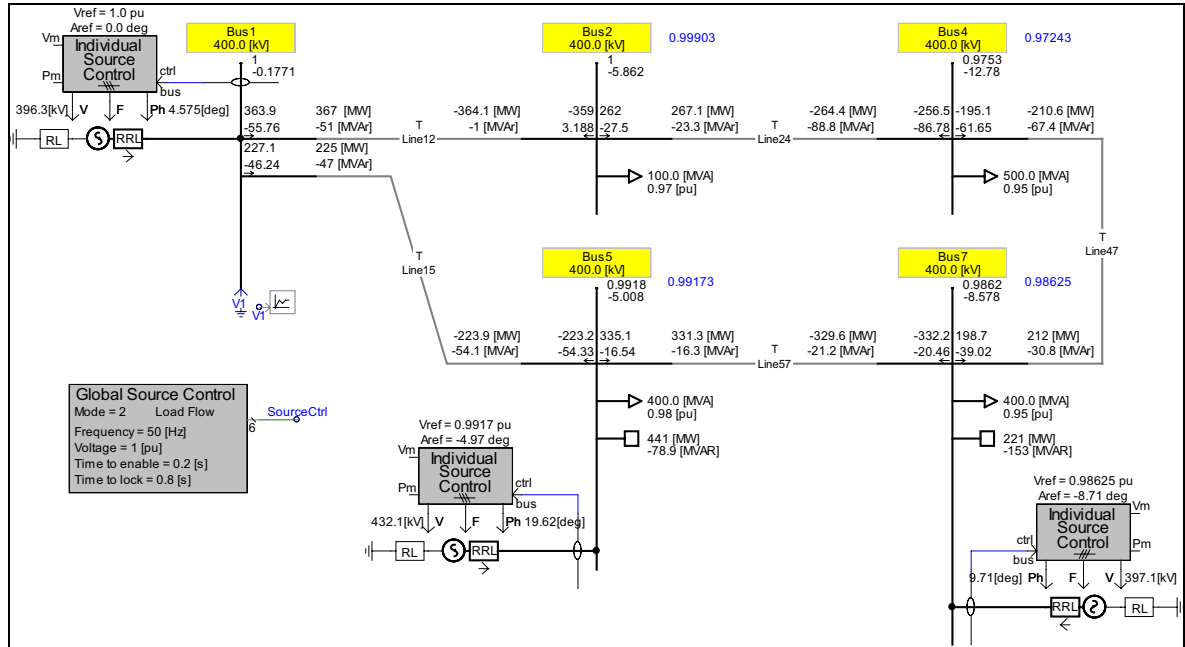 Vref = 1.0 pu
Aref = 0.0 deg
Individual
Source
Control
Vm
Pm
ctrl
bus
396.3[kV]
V
F
Ph 4.575[deg]
RL
RRL
Bus1
400.0 [kV]
1
-0.1771
363.9
-55.76
367 [MW]
-51 [MVAr]
227.1
-46.24
225 [MW]
-47 [MVAr]
V1
V1
T
Line12
-364.1 [MW]
-1 [MVAr]
Bus2
400.0 [kV]
0.99903
1
-5.862
-359
3.188
262
-27.5
267.1 [MW]
-23.3 [MVAr]
100.0 [MVA]
0.97 [pu]
T
Line24
-264.4 [MW]
-88.8 [MVAr]
Bus4
400.0 [kV]
0.97243
0.9753
-12.78
-256.5
-86.78
-195.1
-61.65
-210.6 [MW]
-67.4 [MVAr]
500.0 [MVA]
0.95 [pu]
T
Line47
T
Line15
-223.9 [MW]
-54.1 [MVAr]
Bus5
400.0 [kV]
0.99173
0.9918
-5.008
-223.2
-54.33
335.1
-16.54
331.3 [MW]
-16.3 [MVAr]
400.0 [MVA]
0.98 [pu]
441 [MW]
-78.9 [MVAR]
T
Line57
-329.6 [MW]
-21.2 [MVAr]
Bus7
400.0 [kV]
0.98625
0.9862
-8.578
-332.2
-20.46
198.7
-39.02
212 [MW]
-30.8 [MVAr]
400.0 [MVA]
0.95 [pu]
221 [MW]
-153 [MVAR]
Global Source Control
Mode = 2 Load Flow
Frequency = 50 [Hz]
Voltage = 1 [pu]
Time to enable = 0.2 [s]
Time to lock = 0.8 [s]
6
SourceCtrl
Vref = 0.9917 pu
Aref = -4.97 deg
Individual
Source
Control
Vm
Pm
ctrl
bus
432.1[kV]
V
F
Ph 19.62[deg]
RL
RRL
Vref = 0.98625 pu
Aref = -8.71 deg
Individual
Source
Control
Vm
Pm
ctrl
bus
9.71[deg]
Ph
F
V
397.1[kV]
RRL
RL